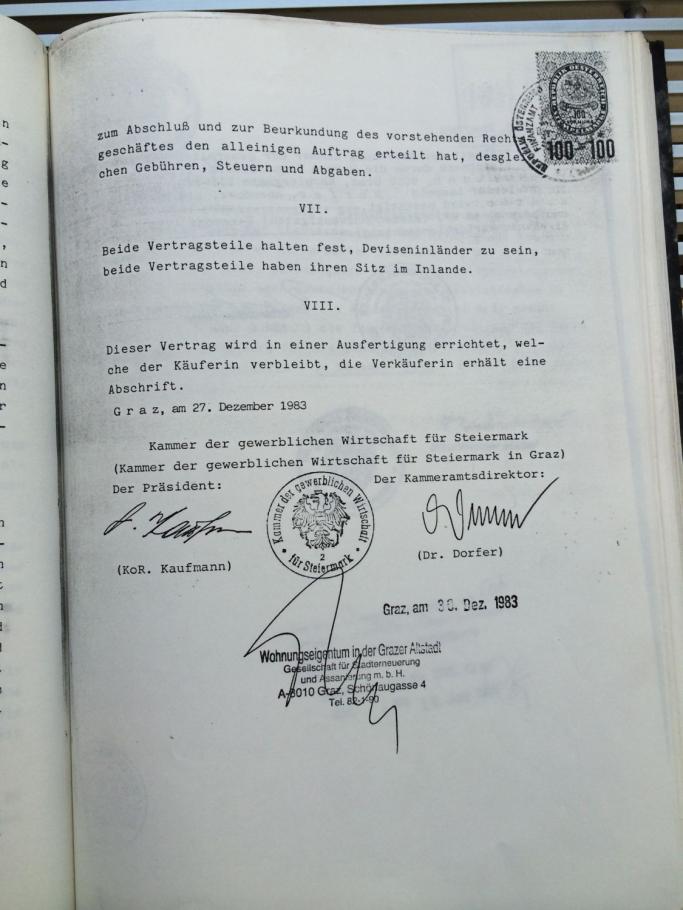 zum Abschluß und zur Beurkundung des vorstehenden
geschäftes den alleinigen Auftrag erteilt hat,
chen Gebühren, Steuern und Abgaben.
100 100
VII.
Beide Vertragsteile halten fest, Deviseninländer zu sein,
beide Vertragsteile haben ihren Sitz im Inlande.
VIII.
Dieser Vertrag wird in einer Ausfertigung errichtet, wel-
che der Käuferin verbleibt, die Verkäuferin erhält eine
Abschrift.
G r a z, am 27. Dezember 1983
Kammer der gewerblichen Wirtschaft für Steiermark
(Kammer der gewerblichen Wirtschaft für Steiermark in Graz)
Der Präsident:
Der Kammeramtsdirektor:
Kammer der gewerblichen Wirtschaft
2
für Steiermark
(KoR. Kaufmann)
(Dr. Dorfer)
Graz, am 30. Dez. 1983
Wohnungseigentum in der Grazer Altstadt
Gesellschaft für Stadterneuerung
und Assanierung m. b. H.
A-8010 Graz, Schönaugasse 4
Tel.